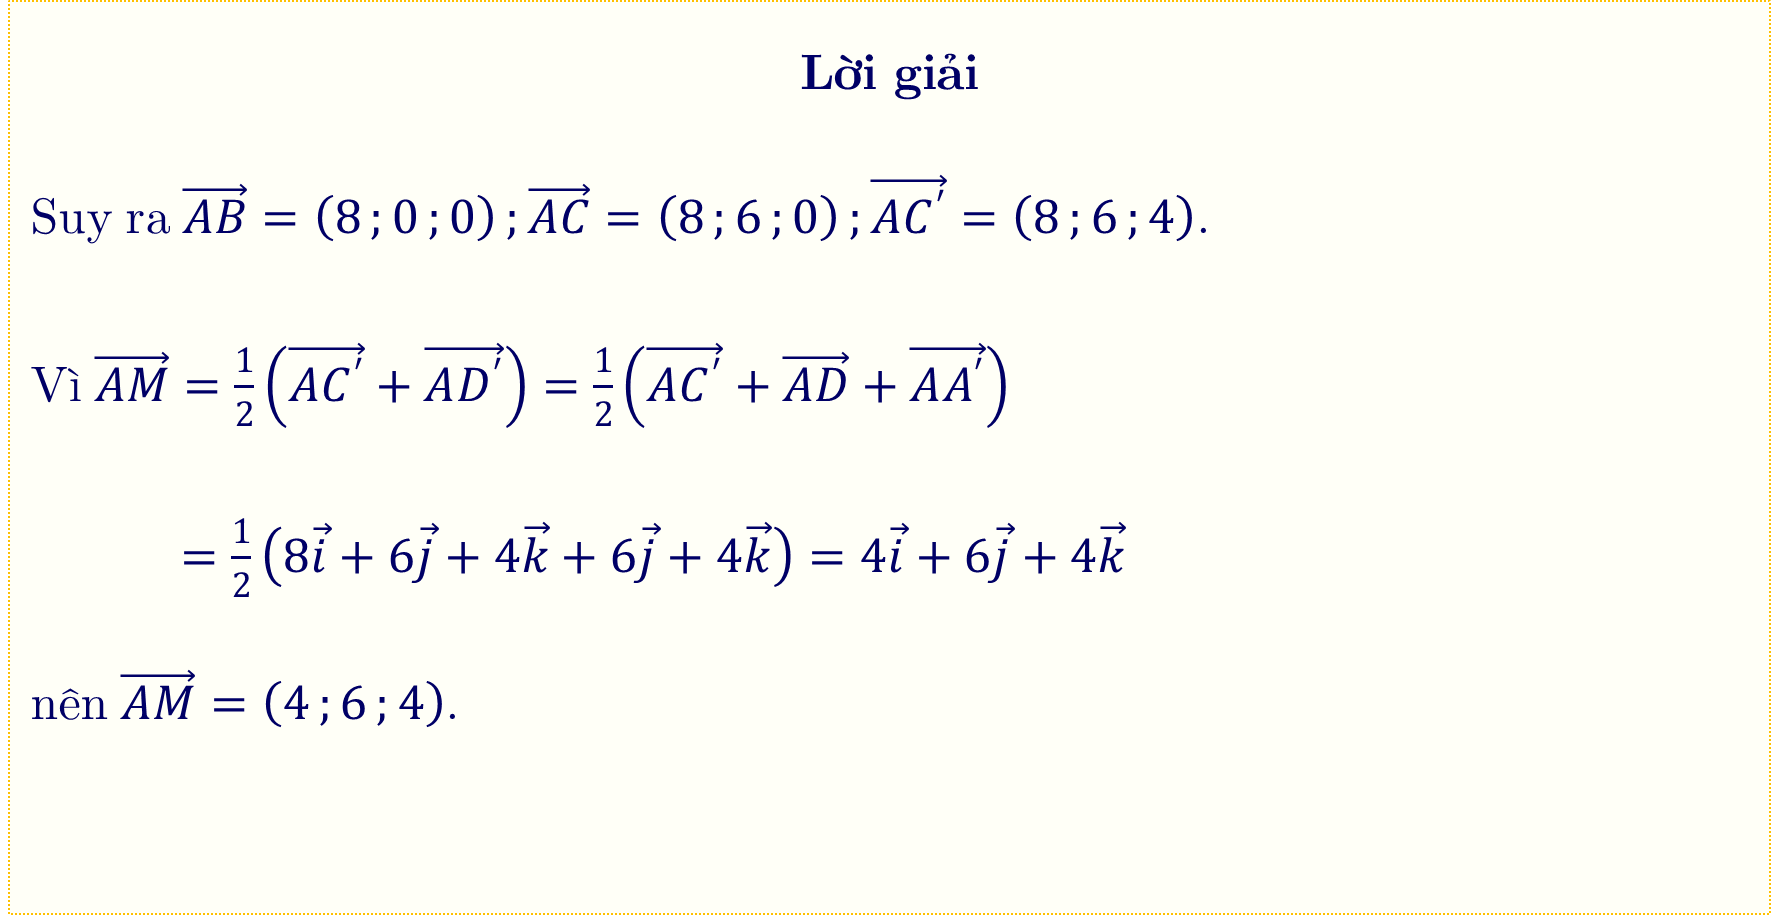 Lời giải
Suy ra $\overrightarrow{AB} = (8;0;0); \overrightarrow{AC} = (8;6;0); \overrightarrow{AC'} = (8;6;4)$.
Vì $\overrightarrow{AM} = \frac{1}{2}\left(\overrightarrow{AC'} + \overrightarrow{AD'}\right) = \frac{1}{2}\left(\overrightarrow{AC'} + \overrightarrow{AD} + \overrightarrow{AA'}\right)$
$= \frac{1}{2}\left(8\vec{i} + 6\vec{j} + 4\vec{k} + 6\vec{j} + 4\vec{k}\right) = 4\vec{i} + 6\vec{j} + 4\vec{k}$
nên $\overrightarrow{AM} = (4;6;4)$.